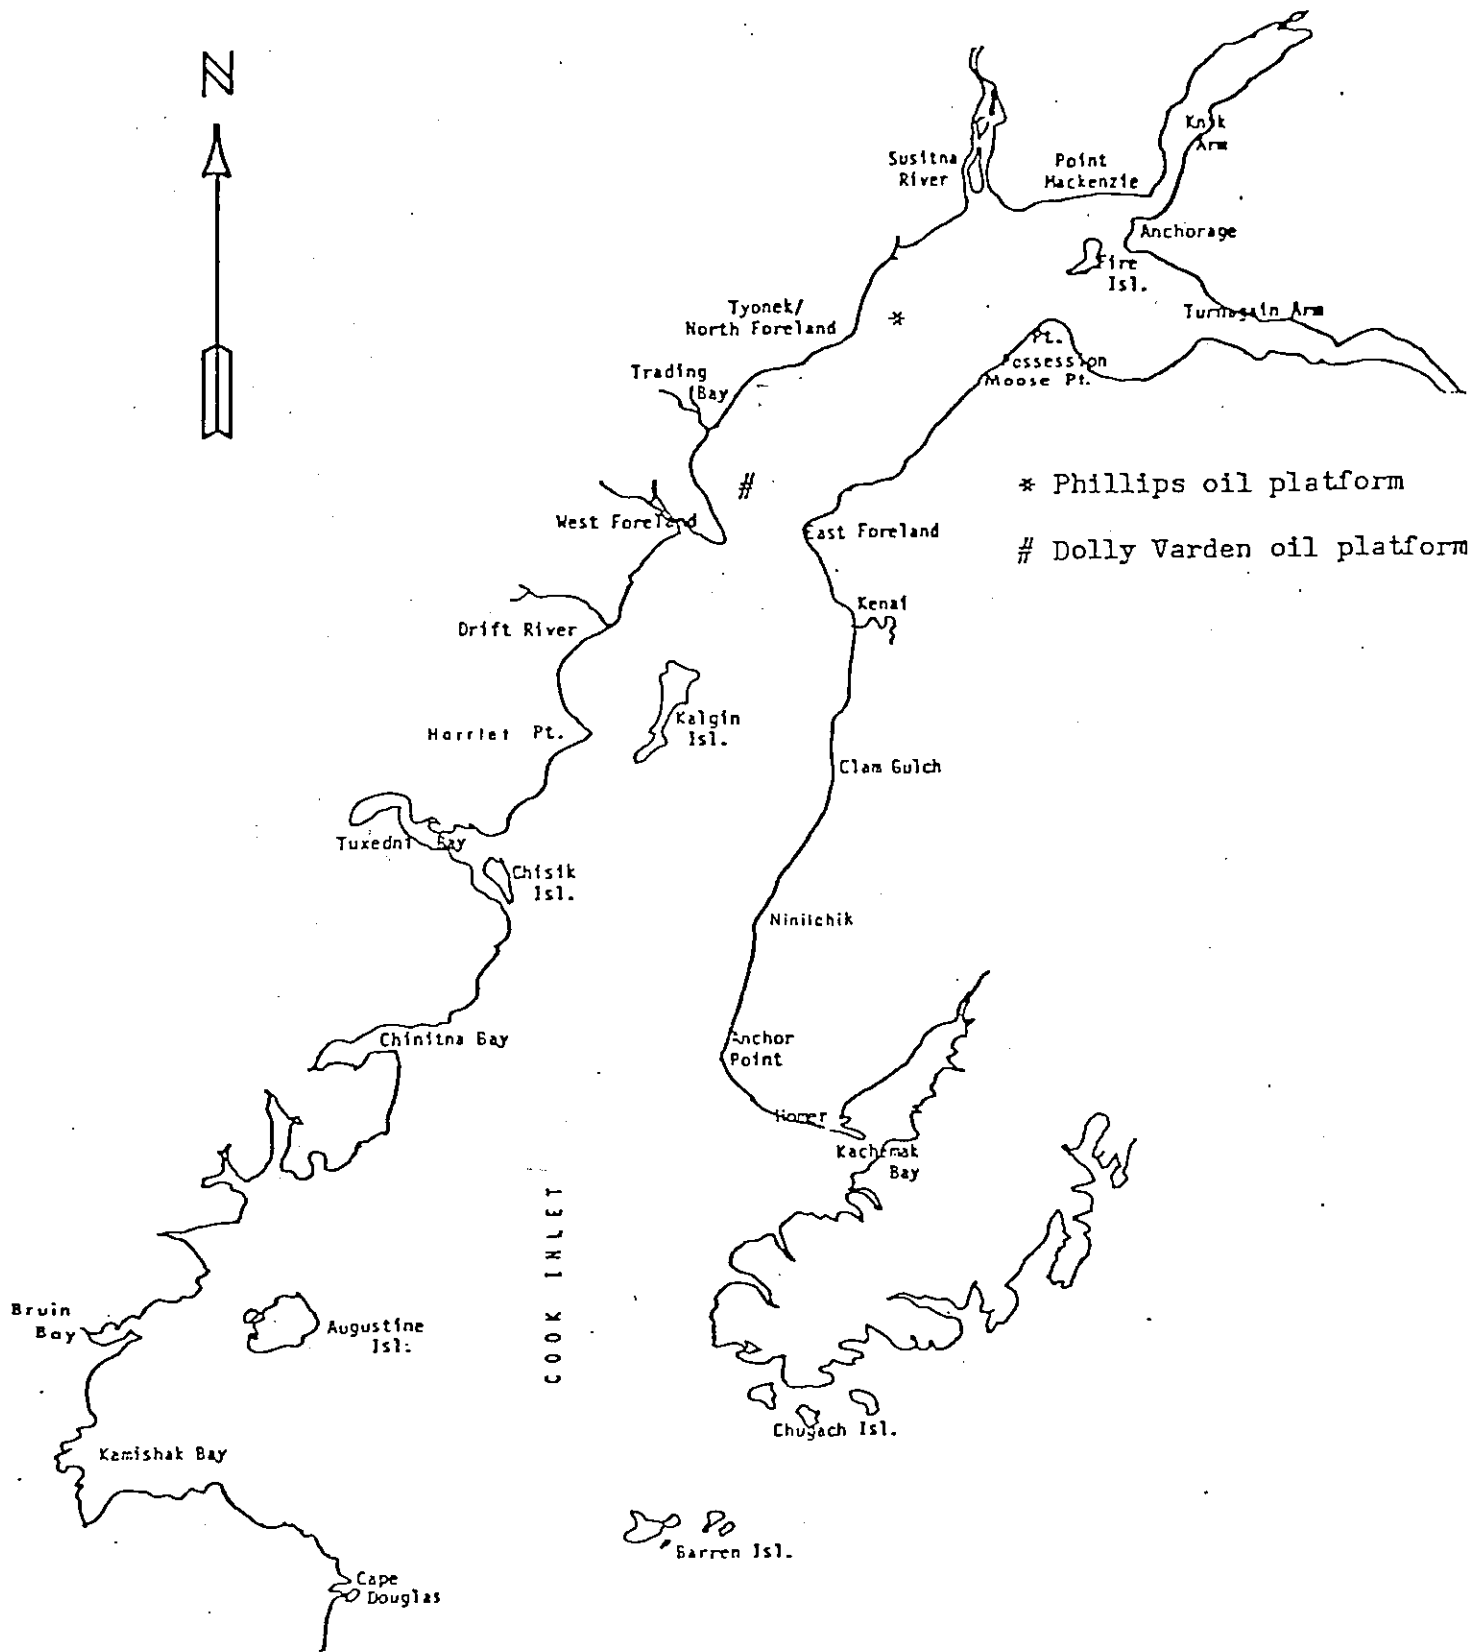 N
Knik
Arm
Susitna
River
Point
Mackenzie
Anchorage
Fire
Isl.
Tyonek/
North Foreland
Turnagain Arm
Pt.
Possession
Moose Pt.
Trading
Bay
* Phillips oil platform
West Foreland
East Foreland
# Dolly Varden oil platform
Kenai
Drift River
Kalgin
Isl.
Harriet Pt.
Clam Gulch
Tuxedni Bay
Chisik
Isl.
Ninilchik
Chinitna Bay
Anchor
Point
Homer
Kachemak
Bay
COOK INLET
Bruin
Bay
Augustine
Isl.
Chugach Isl.
Kamishak Bay
Barren Isl.
Cape
Douglas